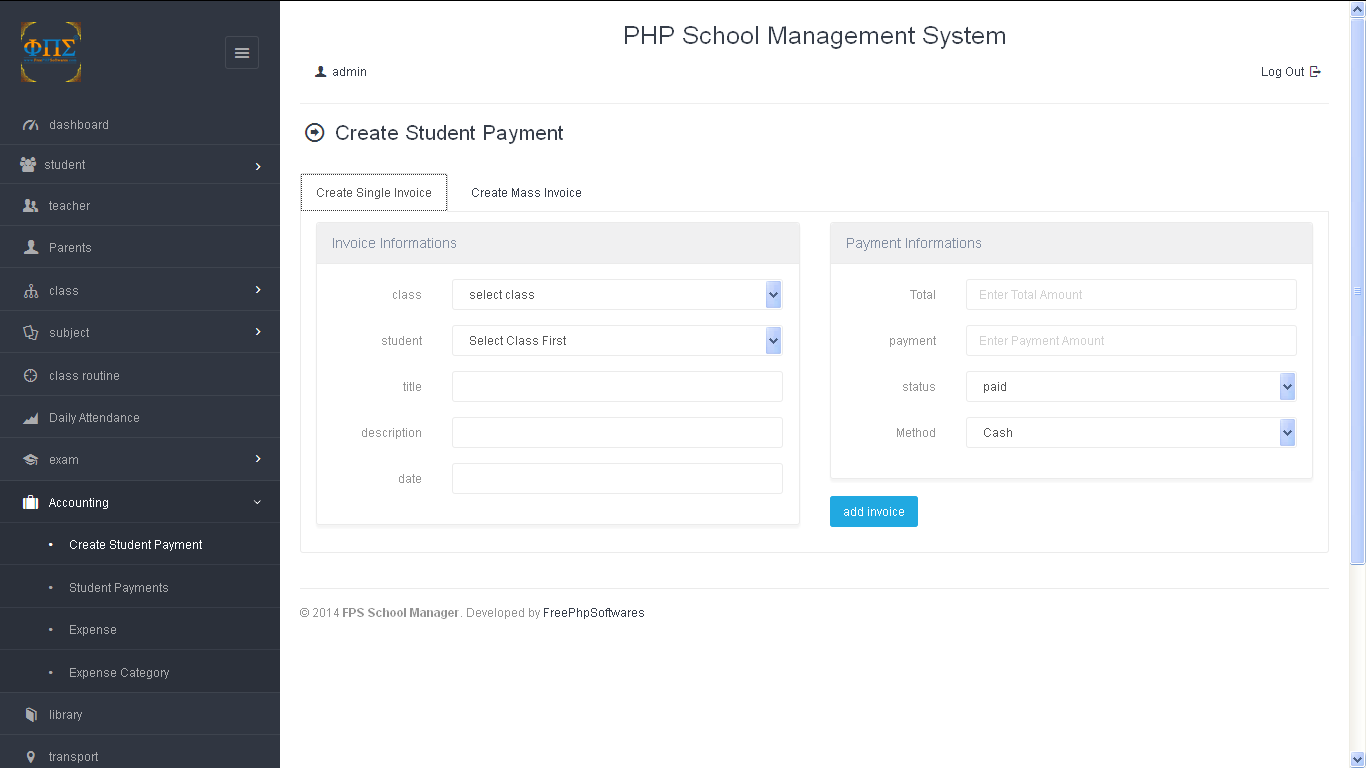 ΦΠΣ
PHP School Management System
admin
Log Out
dashboard
student
teacher
Parents
class
subject
class routine
Daily Attendance
exam
Accounting
• Create Student Payment
• Student Payments
• Expense
• Expense Category
library
transport
Create Student Payment
Create Single Invoice
Create Mass Invoice
Invoice Informations
class
select class
student
Select Class First
title
description
date
Payment Informations
Total
Enter Total Amount
payment
Enter Payment Amount
status
paid
Method
Cash
add invoice
© 2014 FPS School Manager. Developed by FreePhpSoftwares